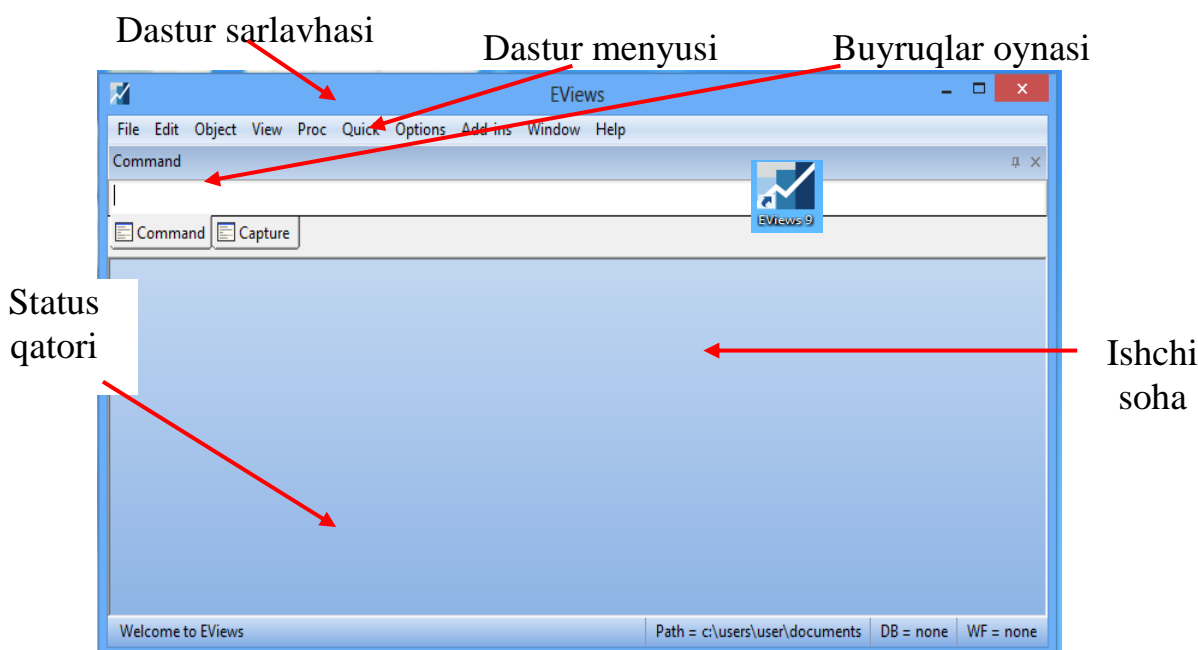 Dastur sarlavhasi
Dastur menyusi
Buyruqlar oynasi
EViews
File Edit Object View Proc Quick Options Add-ins Window Help
Command
EViews 9
Command Capture
Status
qatori
Ishchi
soha
Welcome to EViews Path = c:\users\user\documents DB = none WF = none